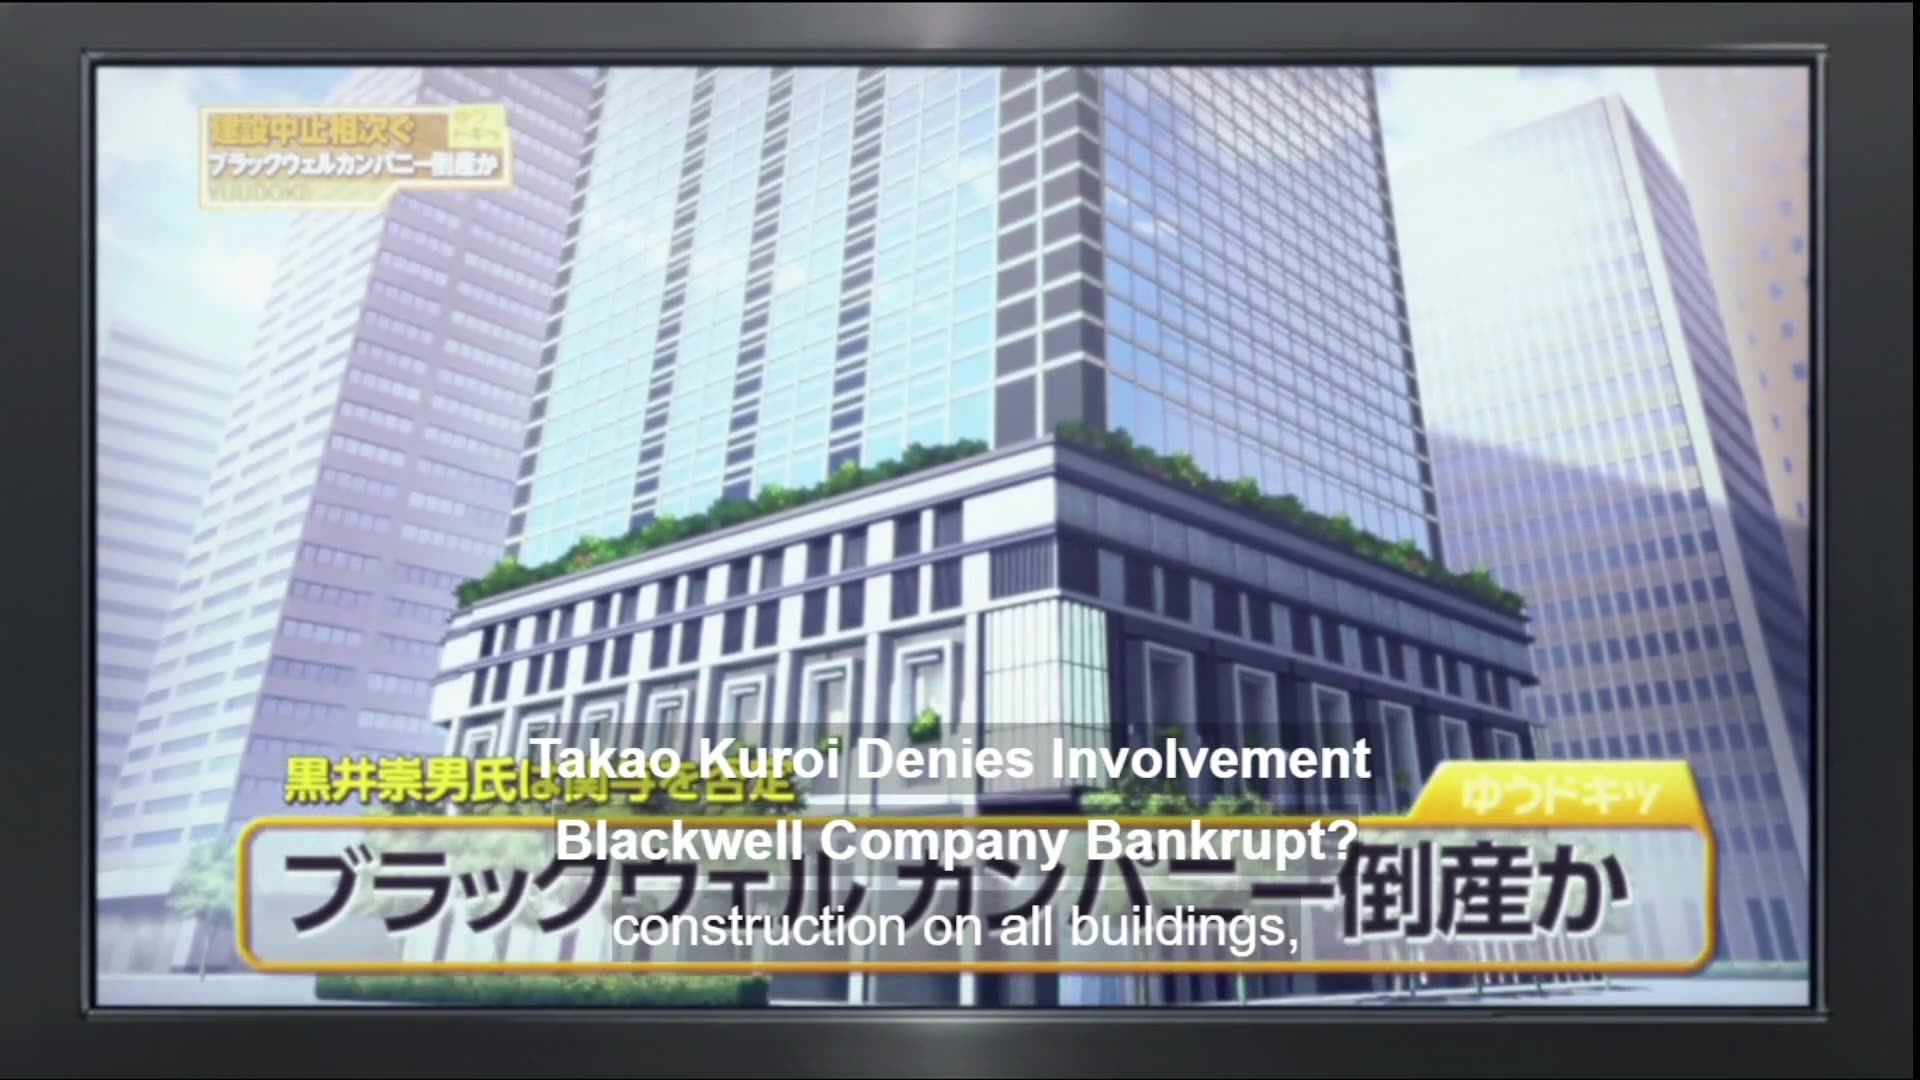 建設中止相次ぐ
ゆうドキッ
ブラックウェルカンパニー倒産か
YUUDOKI
黒井崇男氏は関与を否定
Takao Kuroi Denies Involvement
ゆうドキッ
Blackwell Company Bankrupt?
ブラックウェルカンパニー倒産か
construction on all buildings,